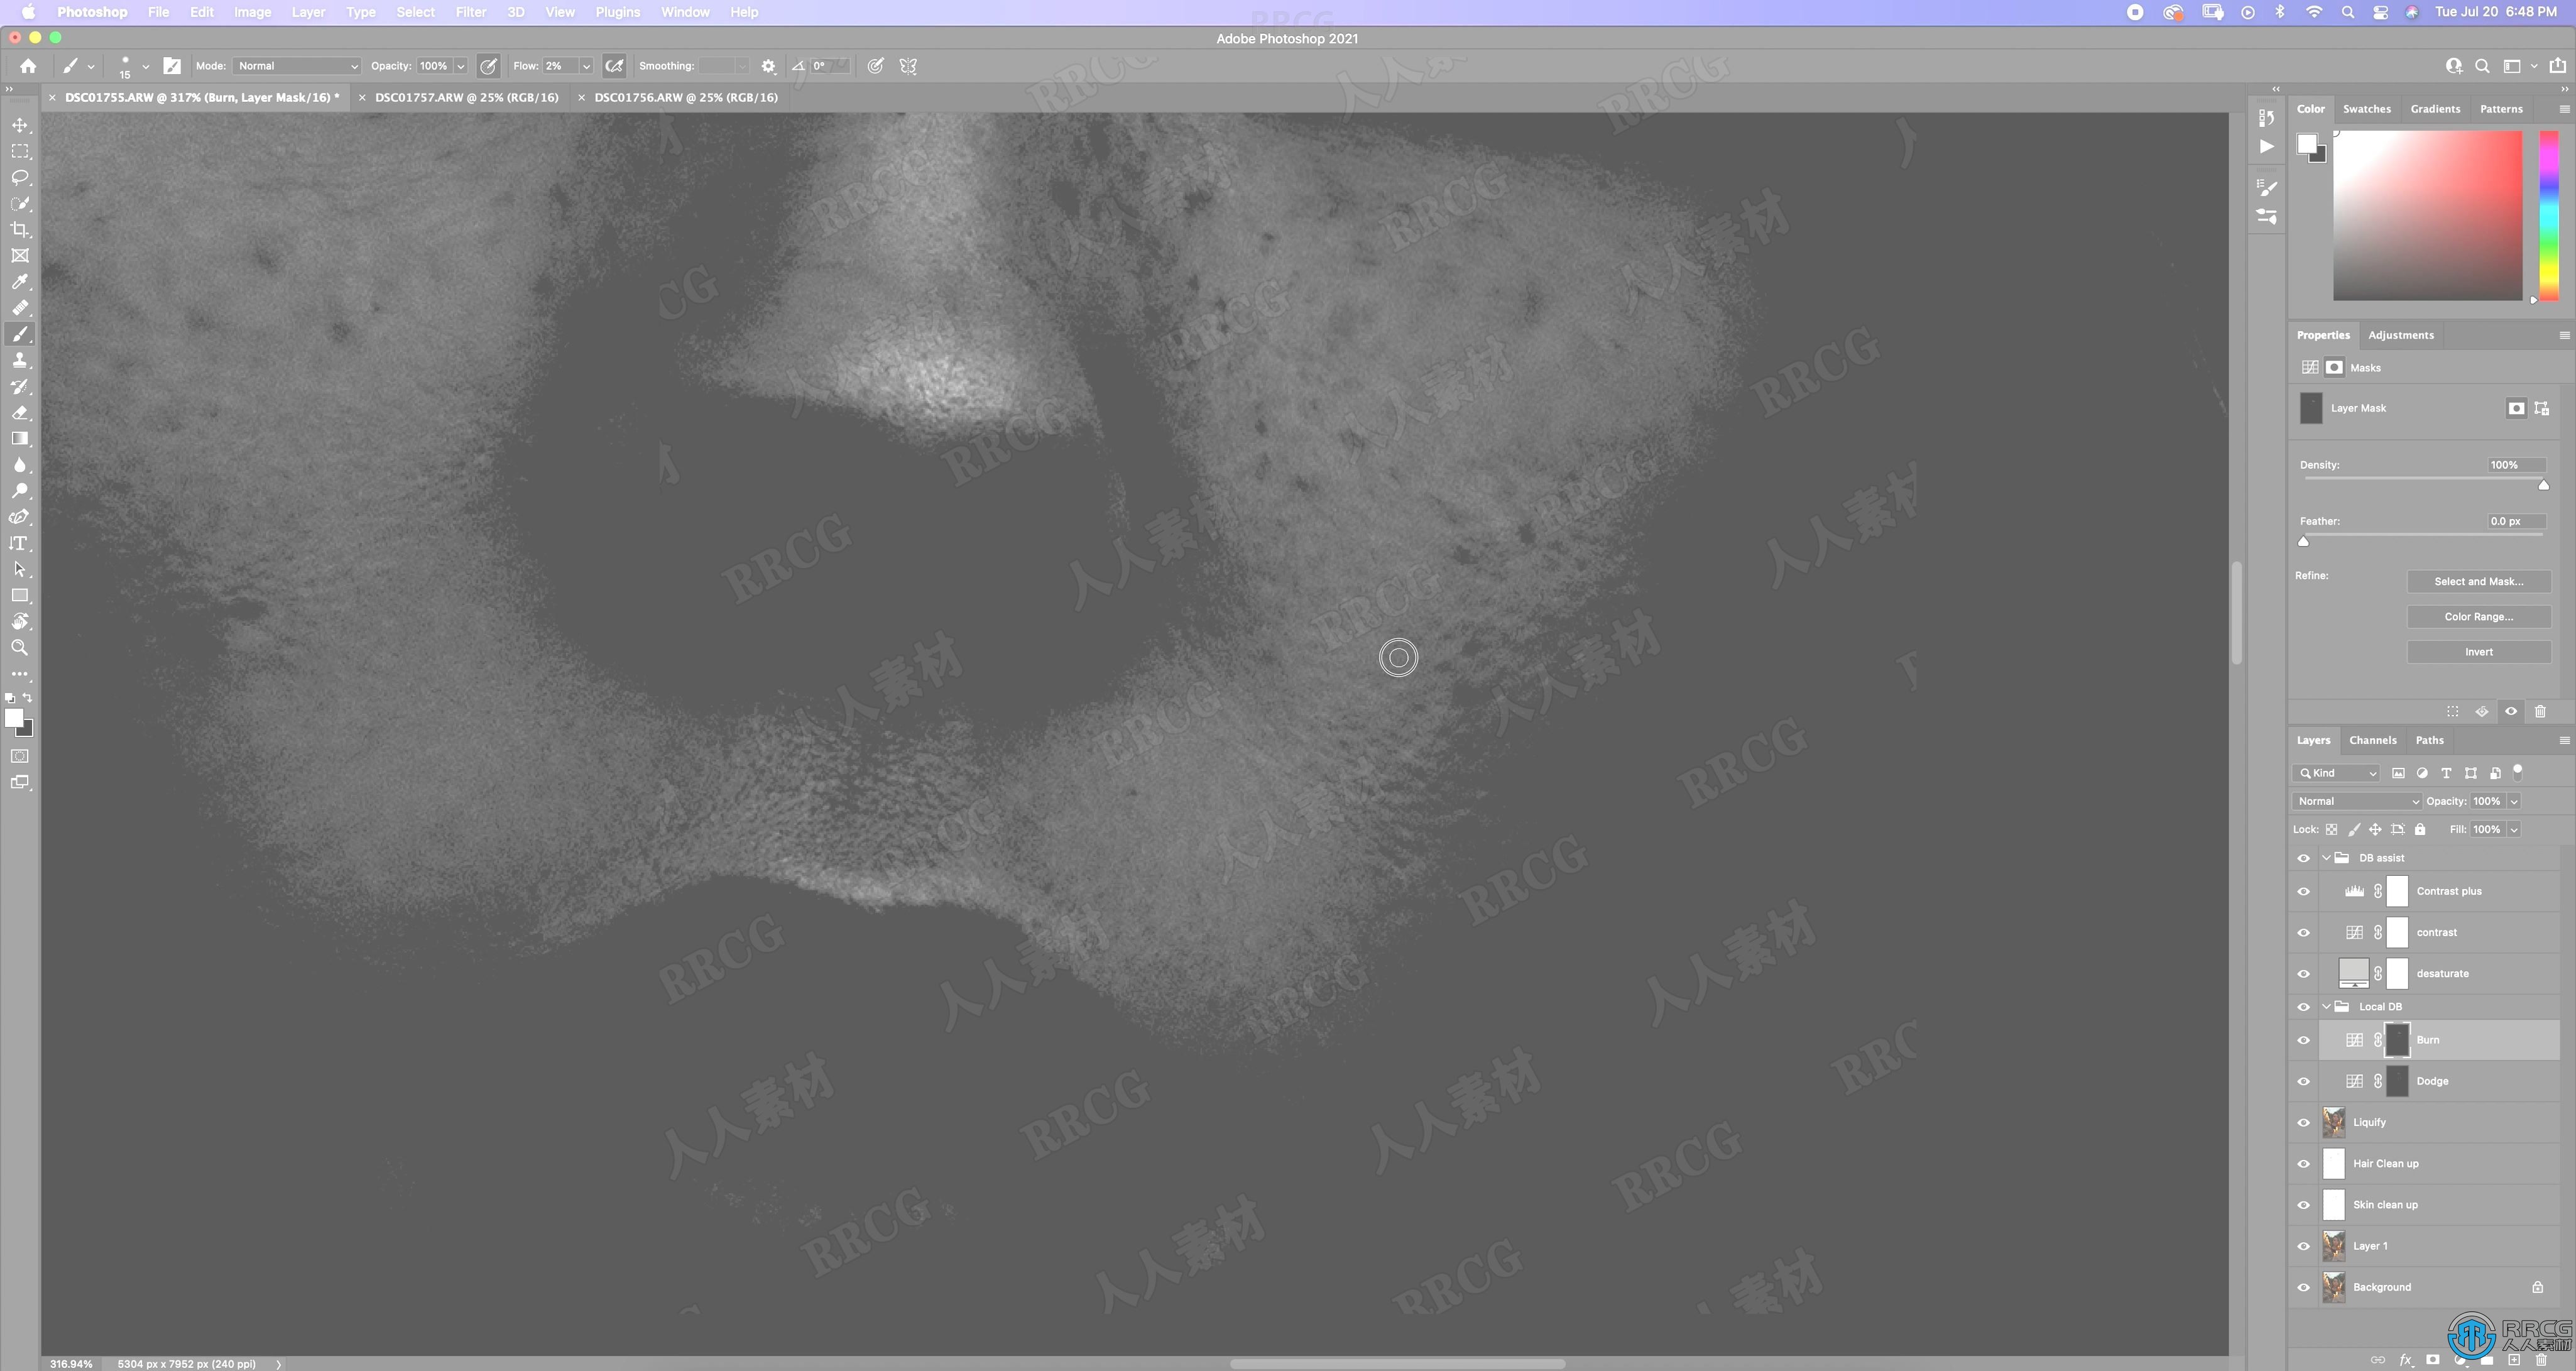 Photoshop File Edit Image Layer Type Select Filter 3D View Plugins Window Help Tue Jul 20 6:48 PM
RRCG
Adobe Photoshop 2021
15 Mode: Normal Opacity: 100% Flow: 2% Smoothing: 0°
DSC01755.ARW @ 317% (Burn, Layer Mask/16) * DSC01757.ARW @ 25% (RGB/16) DSC01756.ARW @ 25% (RGB/16)
Color Swatches Gradients Patterns
Properties Adjustments
Masks
Layer Mask
Density: 100%
Feather: 0.0 px
Refine:
Select and Mask...
Color Range...
Invert
Layers Channels Paths
Kind
Normal Opacity: 100%
Lock: Fill: 100%
DB assist
Contrast plus
contrast
desaturate
Local DB
Burn
Dodge
Liquify
Hair Clean up
Skin clean up
Layer 1
Background
RRCG
人人素材
316.94% 5304 px x 7952 px (240 ppi)